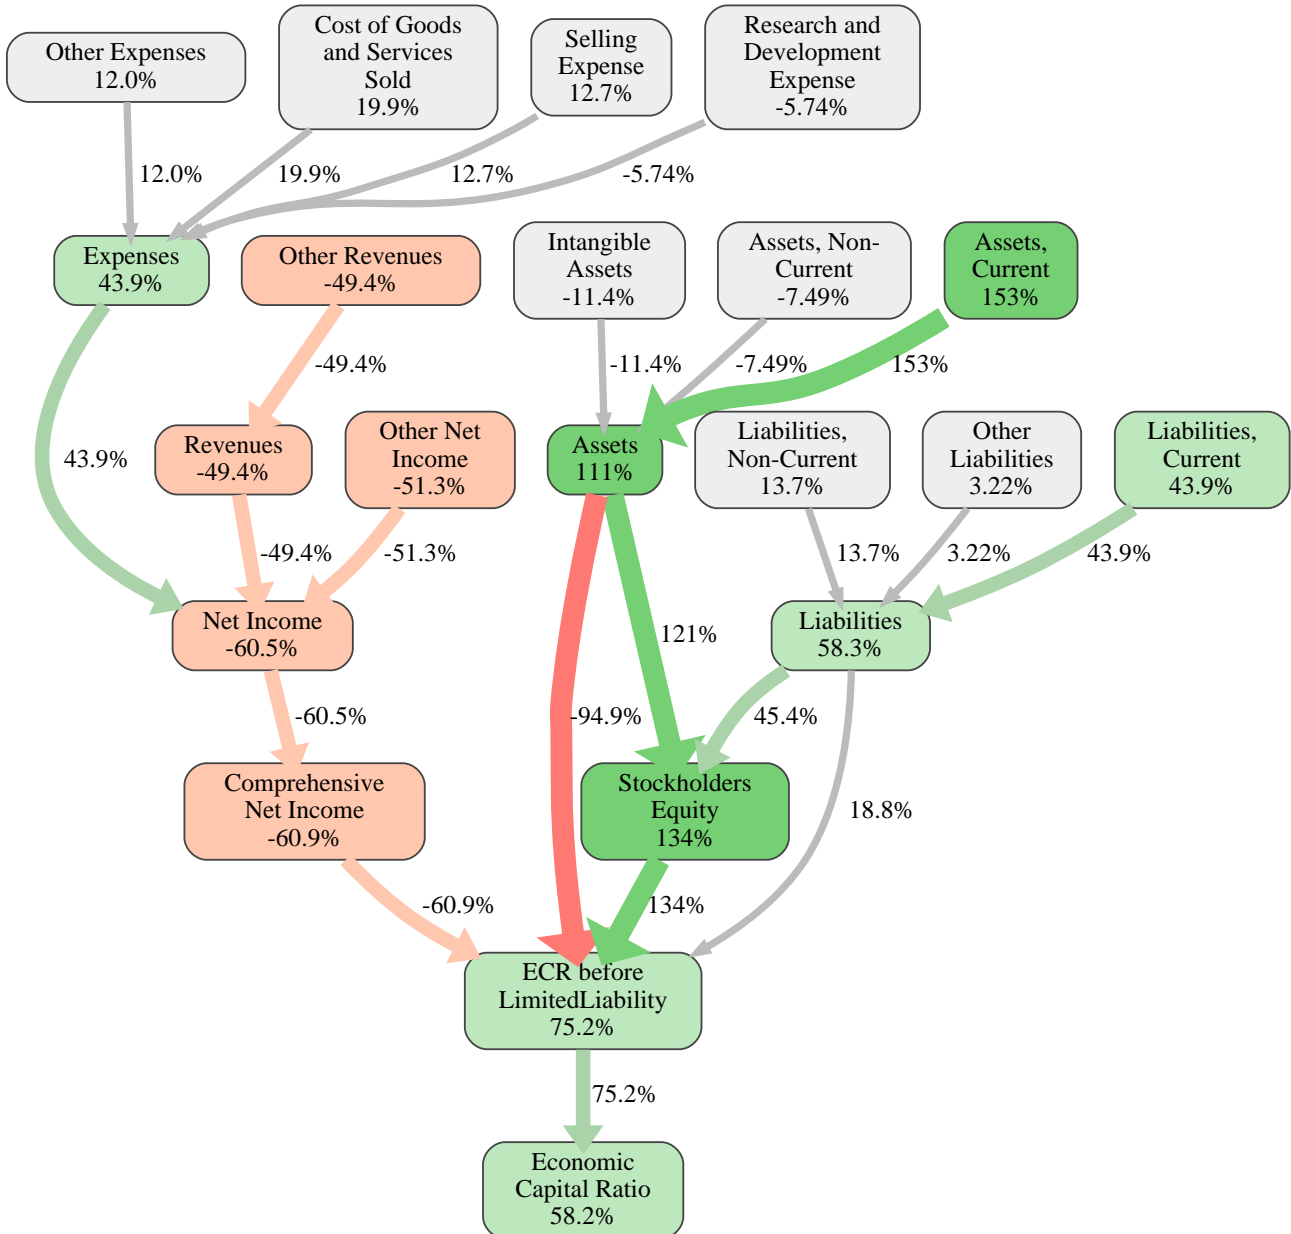 Other Expenses
12.0%
Cost of Goods
and Services
Sold
19.9%
Selling
Expense
12.7%
Research and
Development
Expense
-5.74%
12.0%
19.9%
12.7%
-5.74%
Expenses
43.9%
Other Revenues
-49.4%
Intangible
Assets
-11.4%
Assets, Non-
Current
-7.49%
Assets,
Current
153%
-49.4%
-11.4%
-7.49%
153%
43.9%
Revenues
-49.4%
Other Net
Income
-51.3%
Assets
111%
Liabilities,
Non-Current
13.7%
Other
Liabilities
3.22%
Liabilities,
Current
43.9%
-49.4%
-51.3%
13.7%
3.22%
43.9%
Net Income
-60.5%
121%
Liabilities
58.3%
-60.5%
-94.9%
45.4%
Comprehensive
Net Income
-60.9%
Stockholders
Equity
134%
18.8%
-60.9%
134%
ECR before
LimitedLiability
75.2%
75.2%
Economic
Capital Ratio
58.2%